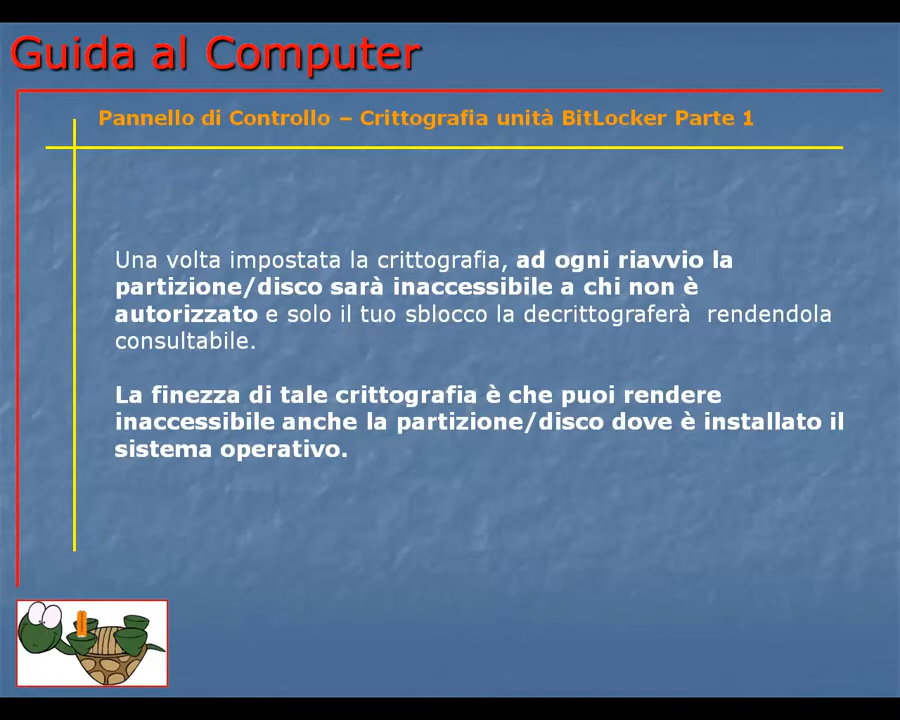 Guida al Computer
Pannello di Controllo – Crittografia unità BitLocker Parte 1
Una volta impostata la crittografia, ad ogni riavvio la
partizione/disco sarà inaccessibile a chi non è
autorizzato e solo il tuo sblocco la decrittograferà  rendendola
consultabile.
La finezza di tale crittografia è che puoi rendere
inaccessibile anche la partizione/disco dove è installato il
sistema operativo.